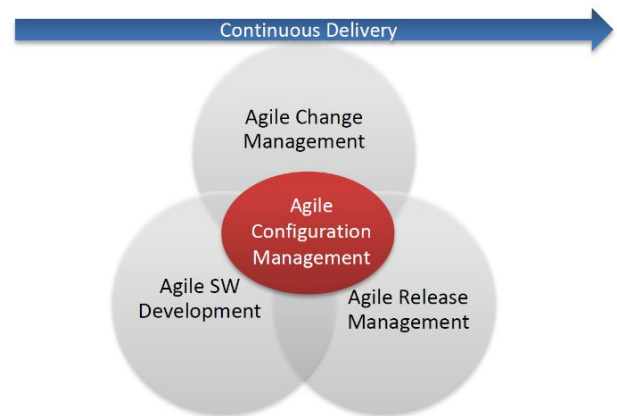 Continuous Delivery
Agile Change
Management
Agile
Configuration
Management
Agile SW
Development
Agile Release
Management